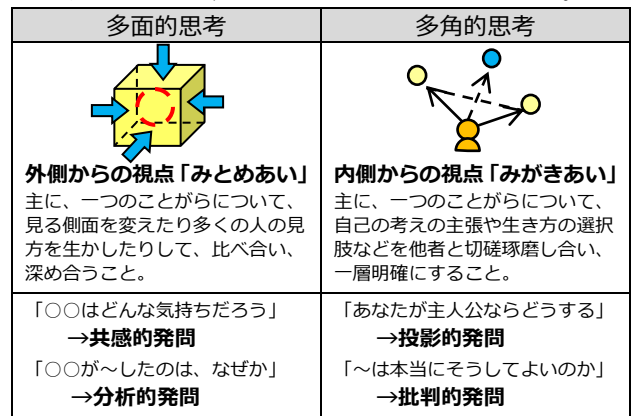 多面的思考
多角的思考
外側からの視点「みとめあい」
主に、一つのことがらについて、
見る側面を変えたり多くの人の見
方を生かしたりして、比べ合い、
深め合うこと。
内側からの視点「みがきあい」
主に、一つのことがらについて、
自己の考えの主張や生き方の選択
肢などを他者と切磋琢磨し合い、
一層明確にすること。
「○○はどんな気持ちだろう」
→共感的発問
「○○が～したのは、なぜか」
→分析的発問
「あなたが主人公ならどうする」
→投影的発問
「～は本当にそうしてよいのか」
→批判的発問